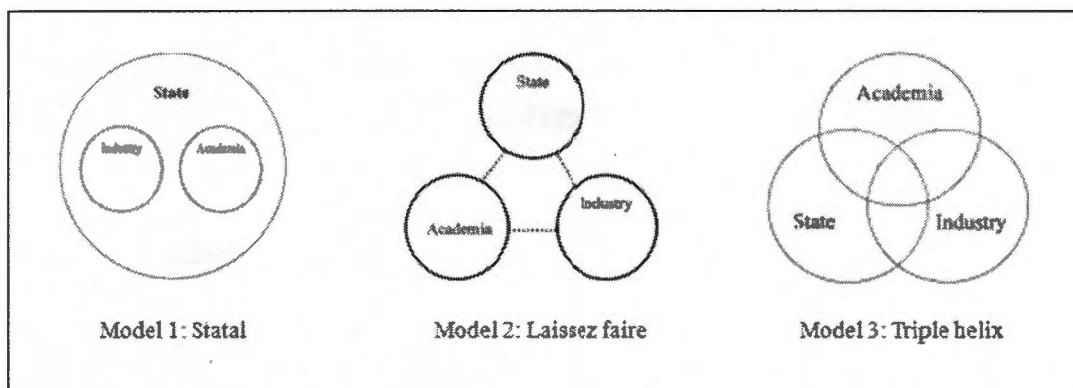 State
Industry
Academia
Model 1: Statal
State
Academia
Industry
Model 2: Laissez faire
Academia
State
Industry
Model 3: Triple helix